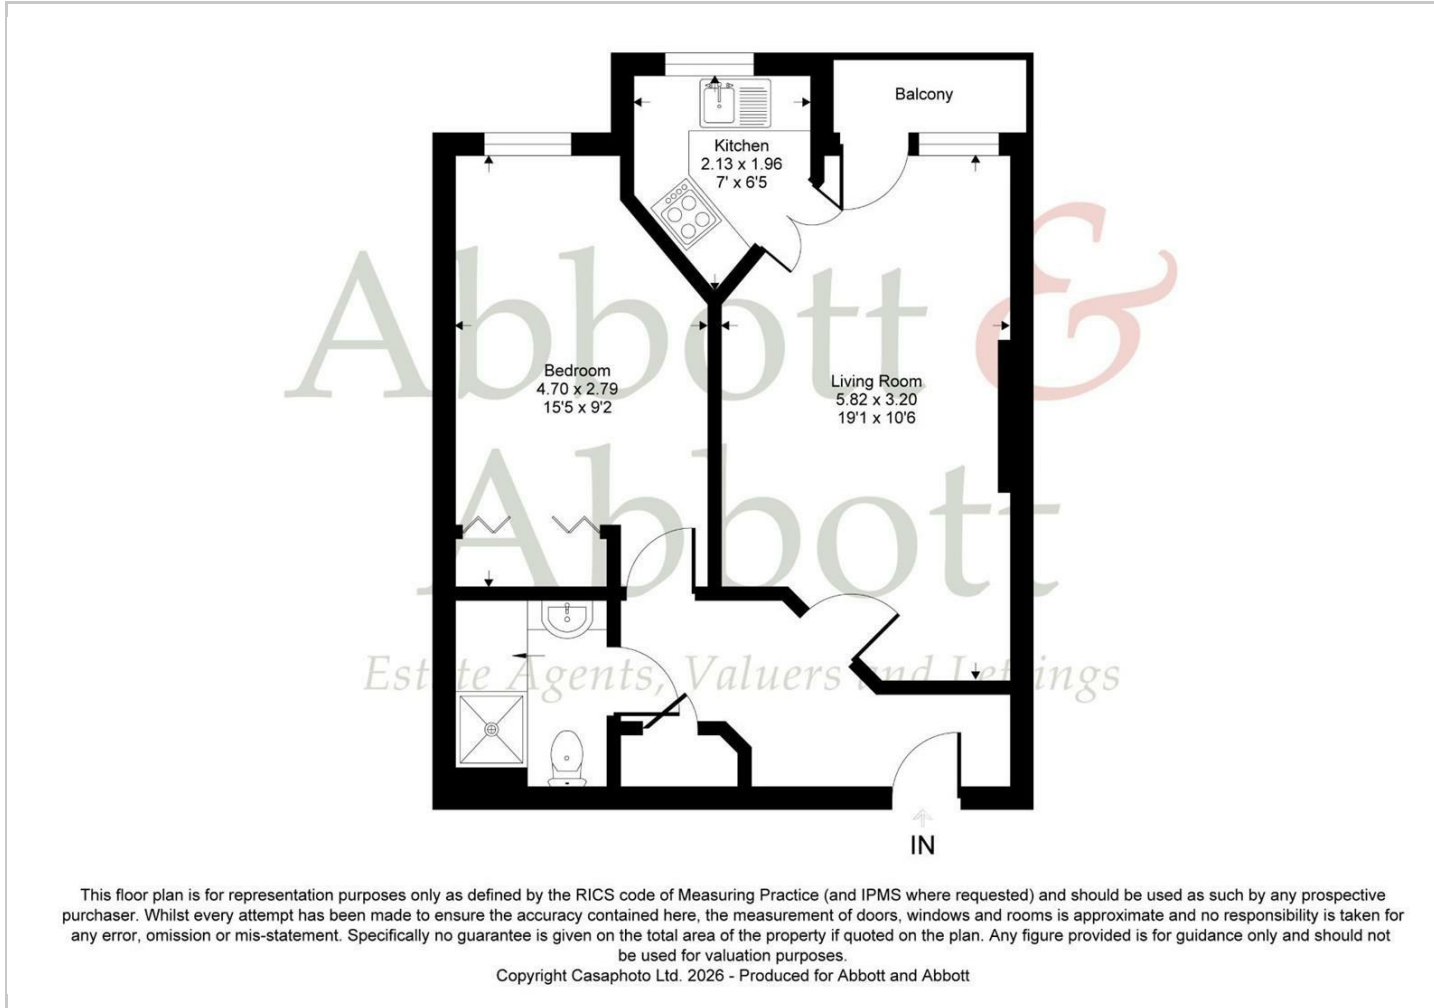 Balcony
Kitchen
2.13 x 1.96
7' x 6'5
Bedroom
4.70 x 2.79
15'5 x 9'2
Living Room
5.82 x 3.20
19'1 x 10'6
Abbott &
Abbott
Estate Agents, Valuers and Lettings
IN
This floor plan is for representation purposes only as defined by the RICS code of Measuring Practice (and IPMS where requested) and should be used as such by any prospective
purchaser. Whilst every attempt has been made to ensure the accuracy contained here, the measurement of doors, windows and rooms is approximate and no responsibility is taken for
any error, omission or mis-statement. Specifically no guarantee is given on the total area of the property if quoted on the plan. Any figure provided is for guidance only and should not
be used for valuation purposes.
Copyright Casaphoto Ltd. 2026 - Produced for Abbott and Abbott